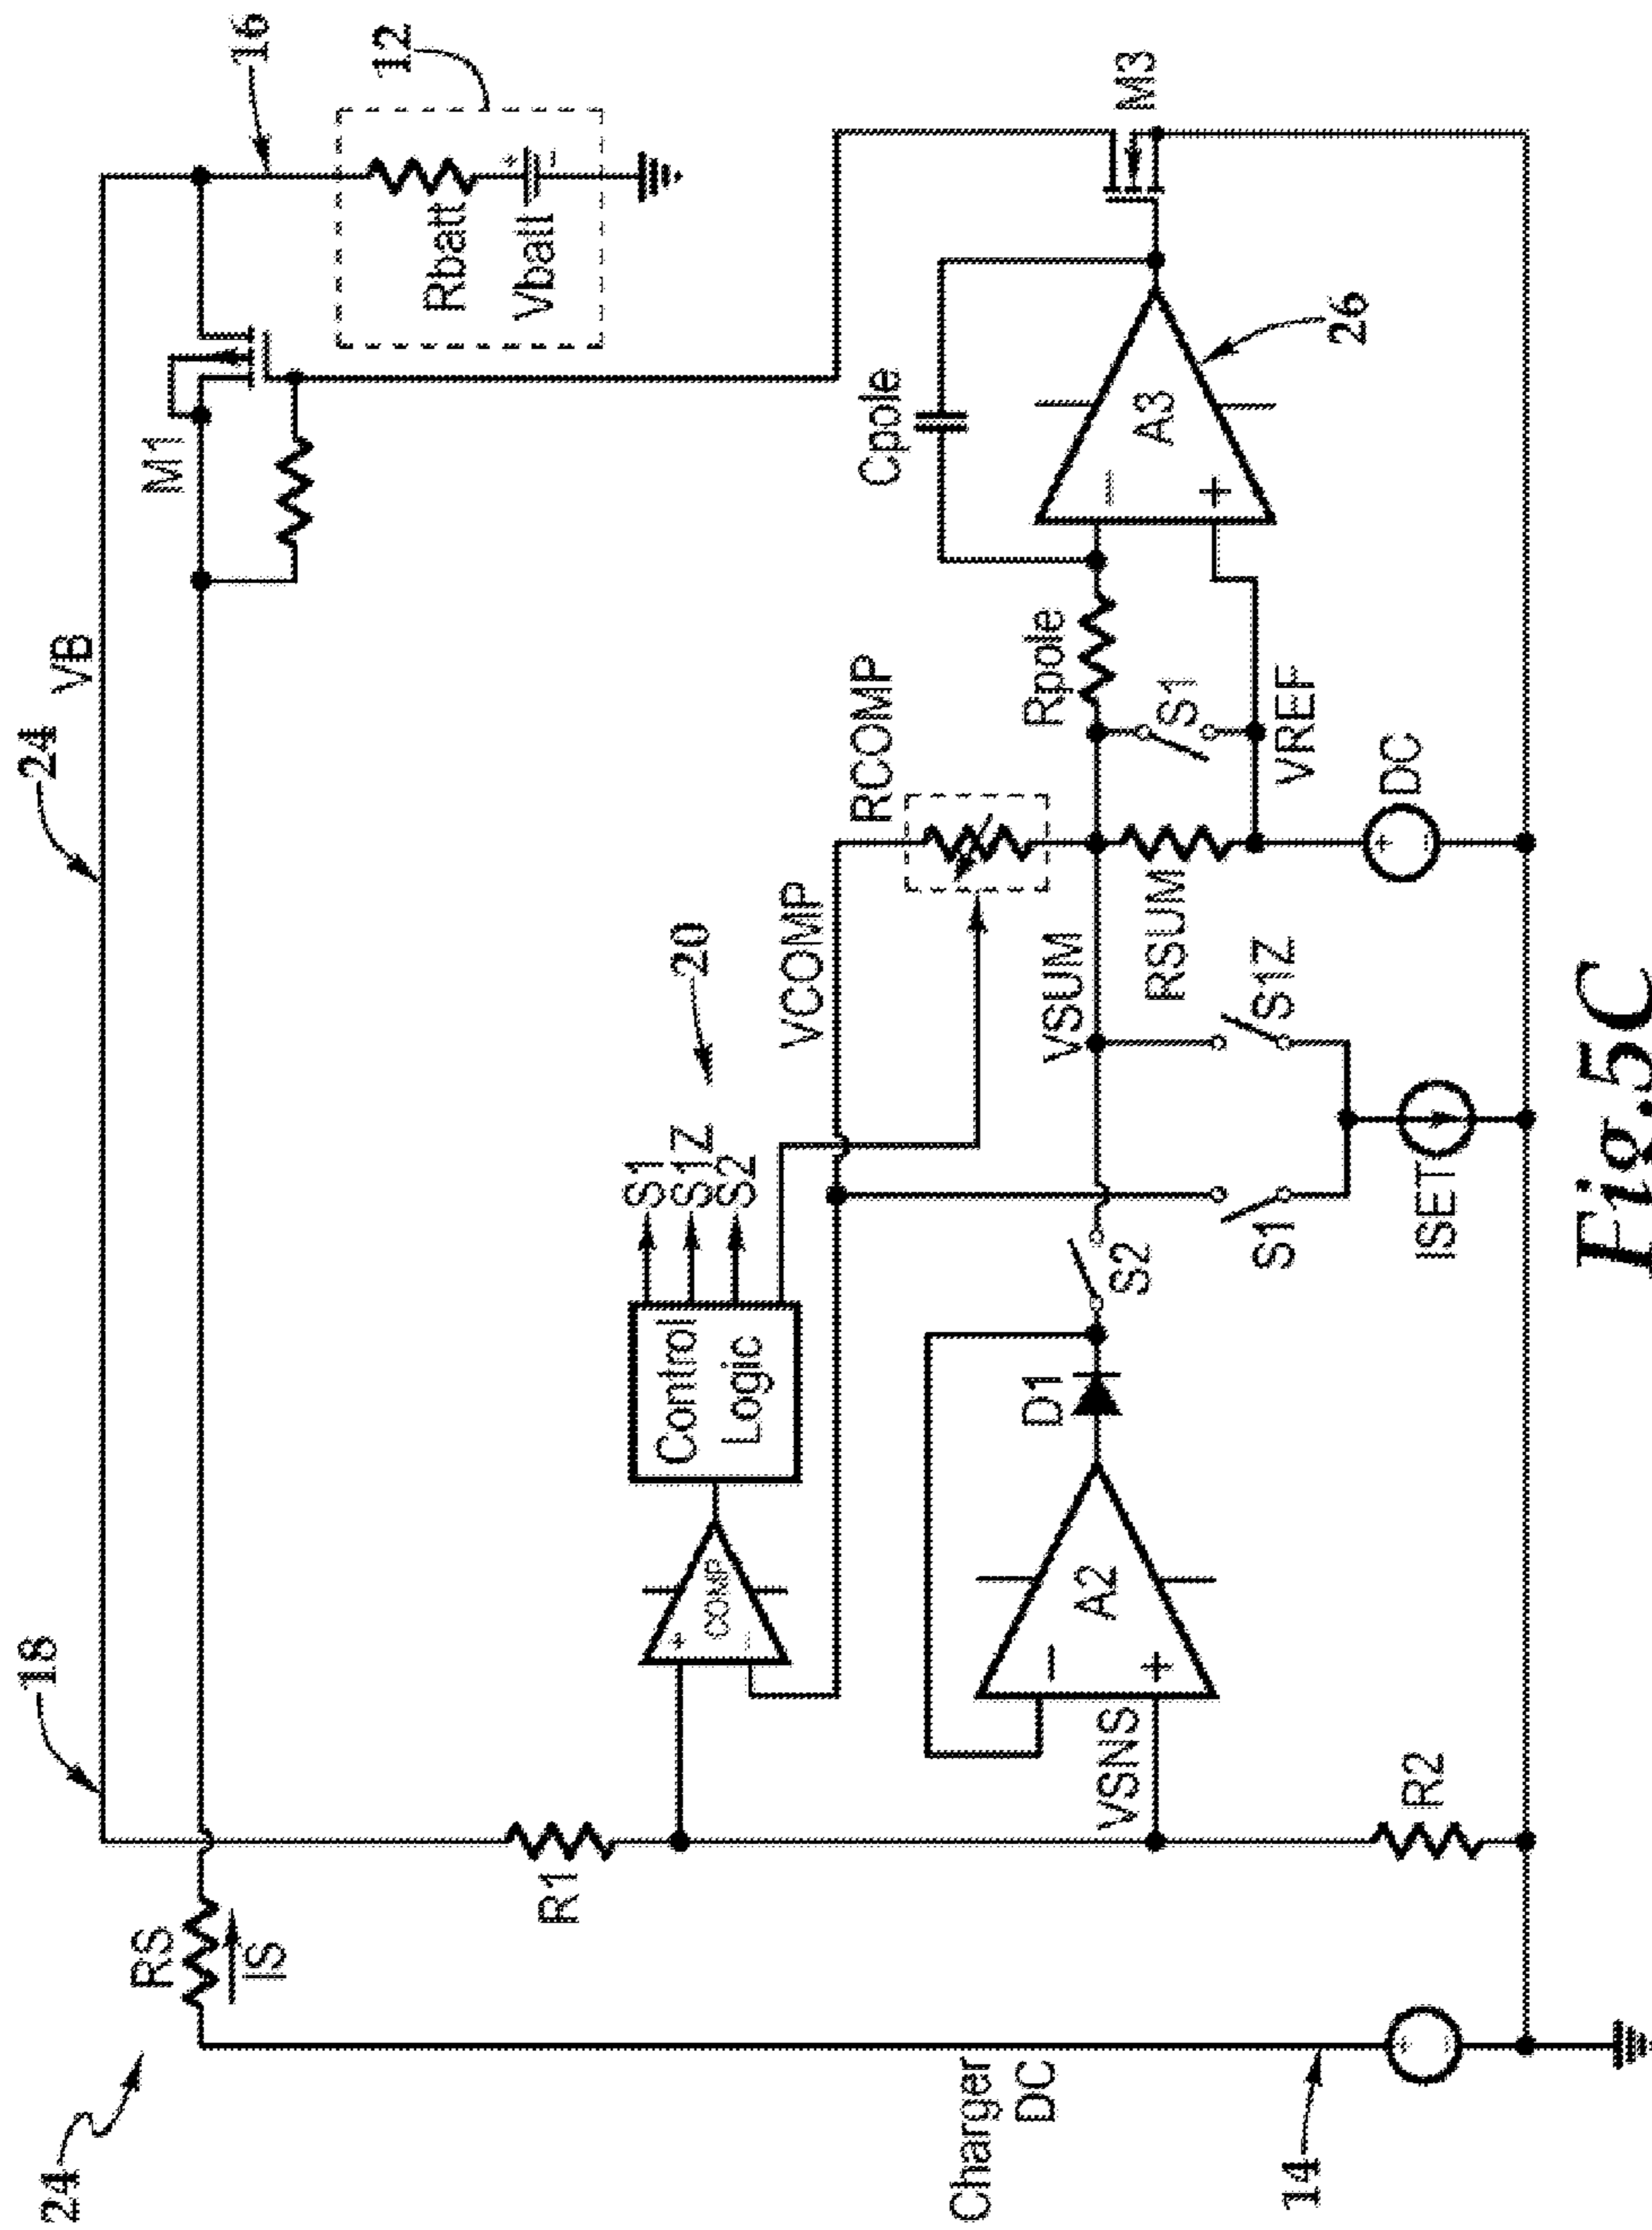 24
18
24
VB
16
RS
IS
M1
12
Rbatt
Vbatt
R1
COMP
+
−
Control
Logic
S1
S1Z
S2
20
VCOMP
RCOMP
Cpole
Charger
DC
14
VSNS
A2
−
+
D1
S2
VSUM
RSUM
Rpole
S1
VREF
A3
−
+
26
M3
R2
S1
S1Z
ISET
DC
Fig.5C